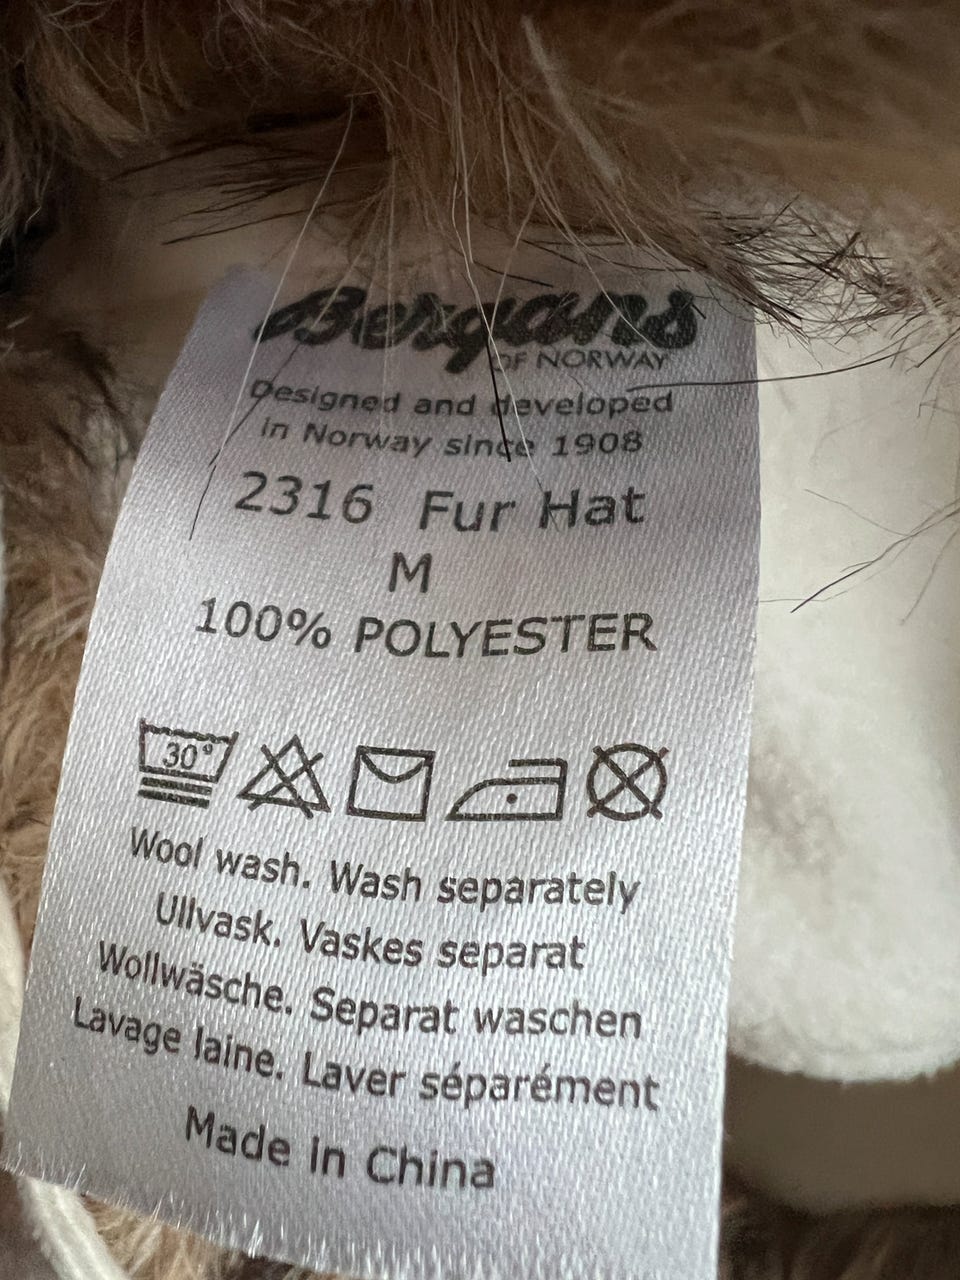 Bergans
OF NORWAY
Designed and developed
in Norway since 1908
2316 Fur Hat
M
100% POLYESTER
30°
Wool wash. Wash separately
Ullvask. Vaskes separat
Wollwäsche. Separat waschen
Lavage laine. Laver séparément
Made in China